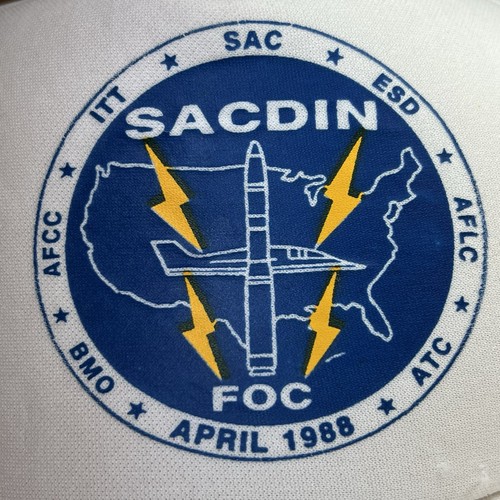 SAC
ESD
AFLC
ATC
APRIL 1988
BMO
AFCC
ITT
SACDIN
FOC